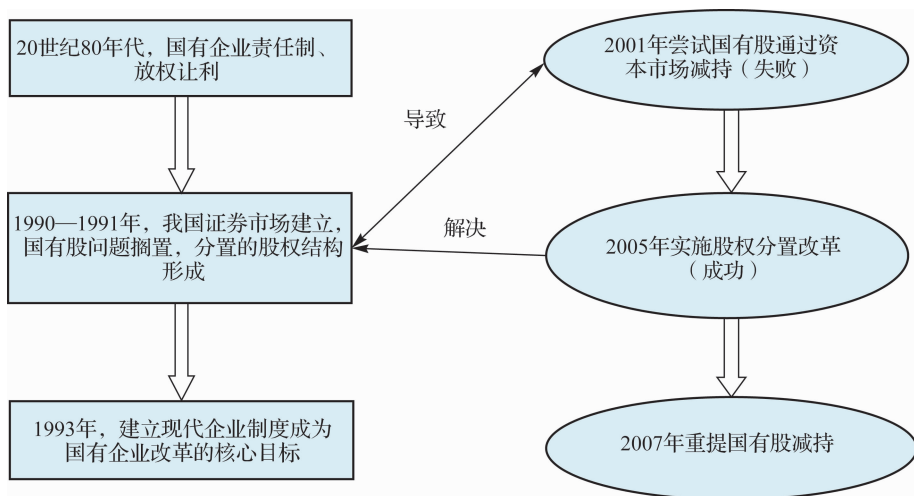 20世纪80年代，国有企业责任制、
放权让利
1990—1991年，我国证券市场建立，
国有股问题搁置，分置的股权结构
形成
1993年，建立现代企业制度成为
国有企业改革的核心目标
导致
解决
2001年尝试国有股通过资
本市场减持（失败）
2005年实施股权分置改革
（成功）
2007年重提国有股减持